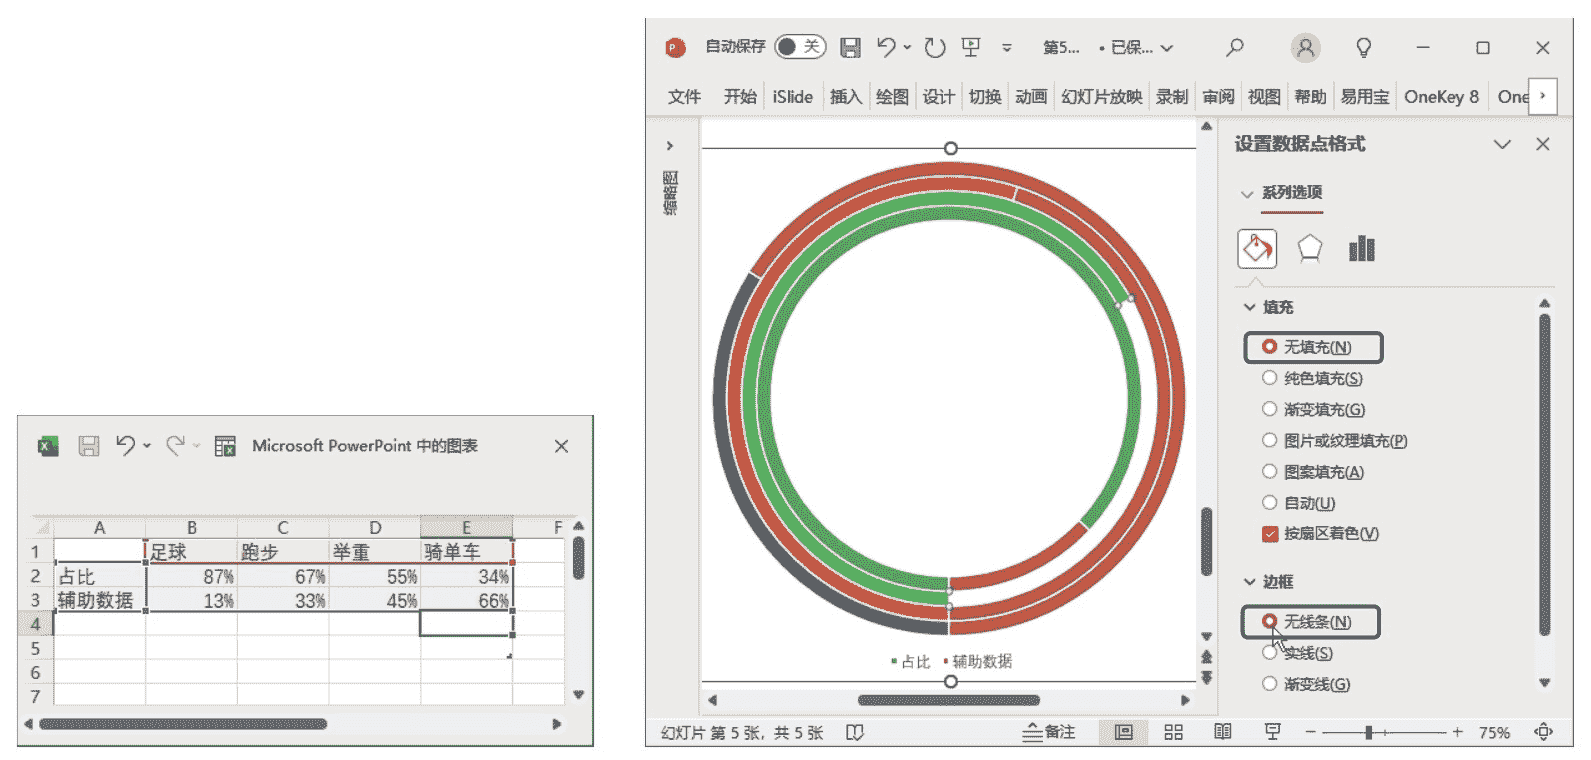 自动保存 关 第5... • 已保...
文件 开始 iSlide 插入 绘图 设计 切换 动画 幻灯片放映 录制 审阅 视图 帮助 易用宝 OneKey 8 One
缩略图
设置数据点格式
系列选项
填充
无填充(N)
纯色填充(S)
渐变填充(G)
图片或纹理填充(P)
图案填充(A)
自动(U)
按扇区着色(V)
边框
无线条(N)
实线(S)
渐变线(G)
占比 辅助数据
幻灯片 第 5 张，共 5 张 备注 75%
Microsoft PowerPoint 中的图表
A B C D E F
1 足球 跑步 举重 骑单车
2 占比 87% 67% 55% 34%
3 辅助数据 13% 33% 45% 66%
4
5
6
7